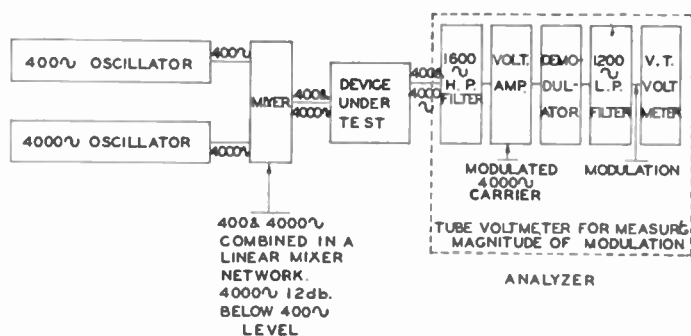 400∿ OSCILLATOR
400∿
4000∿ OSCILLATOR
4000∿
MIXER
400&
4000∿
DEVICE
UNDER
TEST
400&
4000
∿
1600
∿
H. P.
FILTER
VOLT.
AMP.
DEMO-
DUL-
ATOR
1200
∿ L.P.
FILTER
V. T.
VOLT
METER
MODULATED
4000∿
CARRIER
MODULATION
TUBE VOLTMETER FOR MEASUR'G
MAGNITUDE OF MODULATION
ANALYZER
400& 4000∿
COMBINED IN A
LINEAR MIXER
NETWORK.
4000∿ 12db.
BELOW 400∿
LEVEL